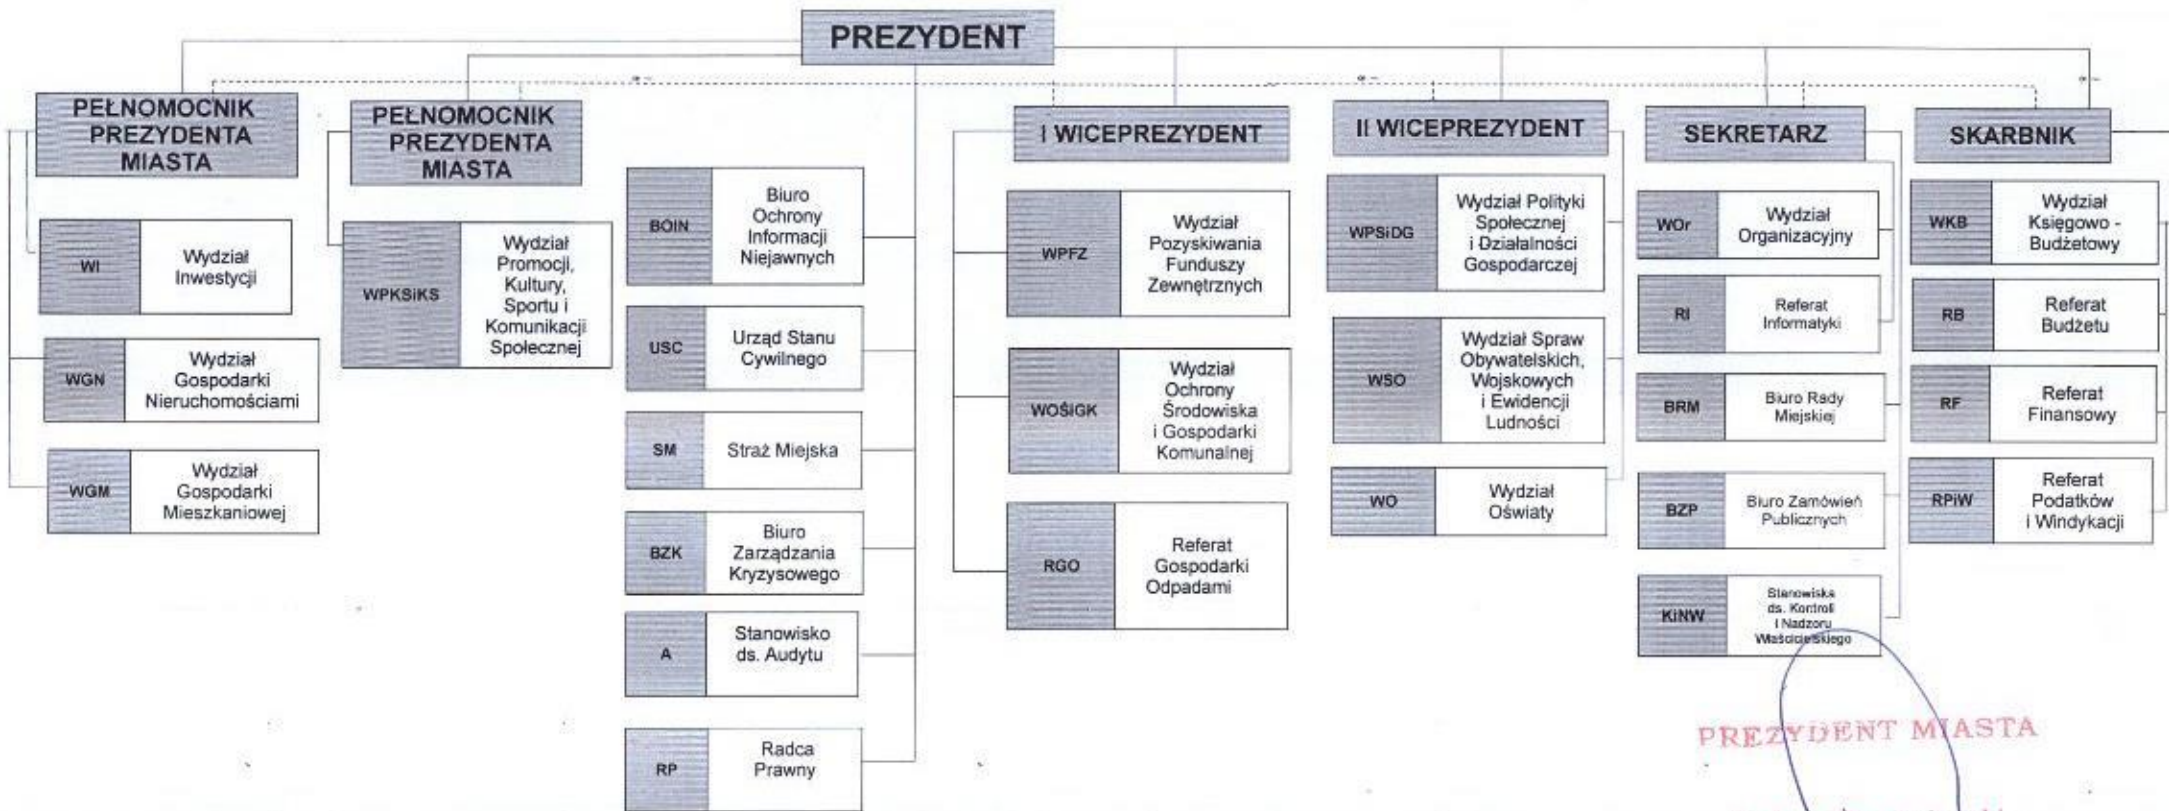 PREZYDENT
PEŁNOMOCNIK
PREZYDENTA
MIASTA
WI
Wydział
Inwestycji
WGN
Wydział
Gospodarki
Nieruchomościami
WGM
Wydział
Gospodarki
Mieszkaniowej
PEŁNOMOCNIK
PREZYDENTA
MIASTA
WPKSiKS
Wydział
Promocji,
Kultury,
Sportu i
Komunikacji
Społecznej
BOIN
Biuro
Ochrony
Informacji
Niejawnych
USC
Urząd Stanu
Cywilnego
SM
Straż Miejska
BZK
Biuro
Zarządzania
Kryzysowego
A
Stanowisko
ds. Audytu
RP
Radca
Prawny
I WICEPREZYDENT
WPFZ
Wydział
Pozyskiwania
Funduszy
Zewnętrznych
WOŚiGK
Wydział
Ochrony
Środowiska
i Gospodarki
Komunalnej
RGO
Referat
Gospodarki
Odpadami
II WICEPREZYDENT
WPSiDG
Wydział Polityki
Społecznej
i Działalności
Gospodarczej
WSO
Wydział Spraw
Obywatelskich,
Wojskowych
i Ewidencji
Ludności
WO
Wydział
Oświaty
SEKRETARZ
WOr
Wydział
Organizacyjny
RI
Referat
Informatyki
BRM
Biuro Rady
Miejskiej
BZP
Biuro Zamówień
Publicznych
KiNW
Stanowiska
ds. Kontroli
i Nadzoru
Właścicielskiego
SKARBNIK
WKB
Wydział
Księgowo -
Budżetowy
RB
Referat
Budżetu
RF
Referat
Finansowy
RPiW
Referat
Podatków
i Windykacji
PREZYDENT MIASTA